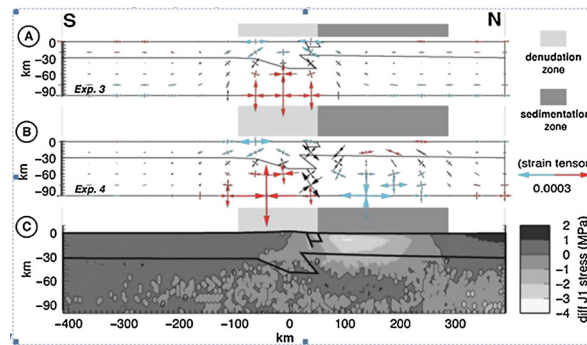 S N
A
0
-30
-60
-90
km
Exp. 3
denudation
zone
sedimentation
zone
B
0
-30
-60
-90
km
Exp. 4
(strain tensor)
0.0003
C
0
-30
-60
-90
km
2
1
0
-1
-2
-3
-4
diff J1 stress (MPa)
-400 -300 -200 -100 0 100 200 300
km